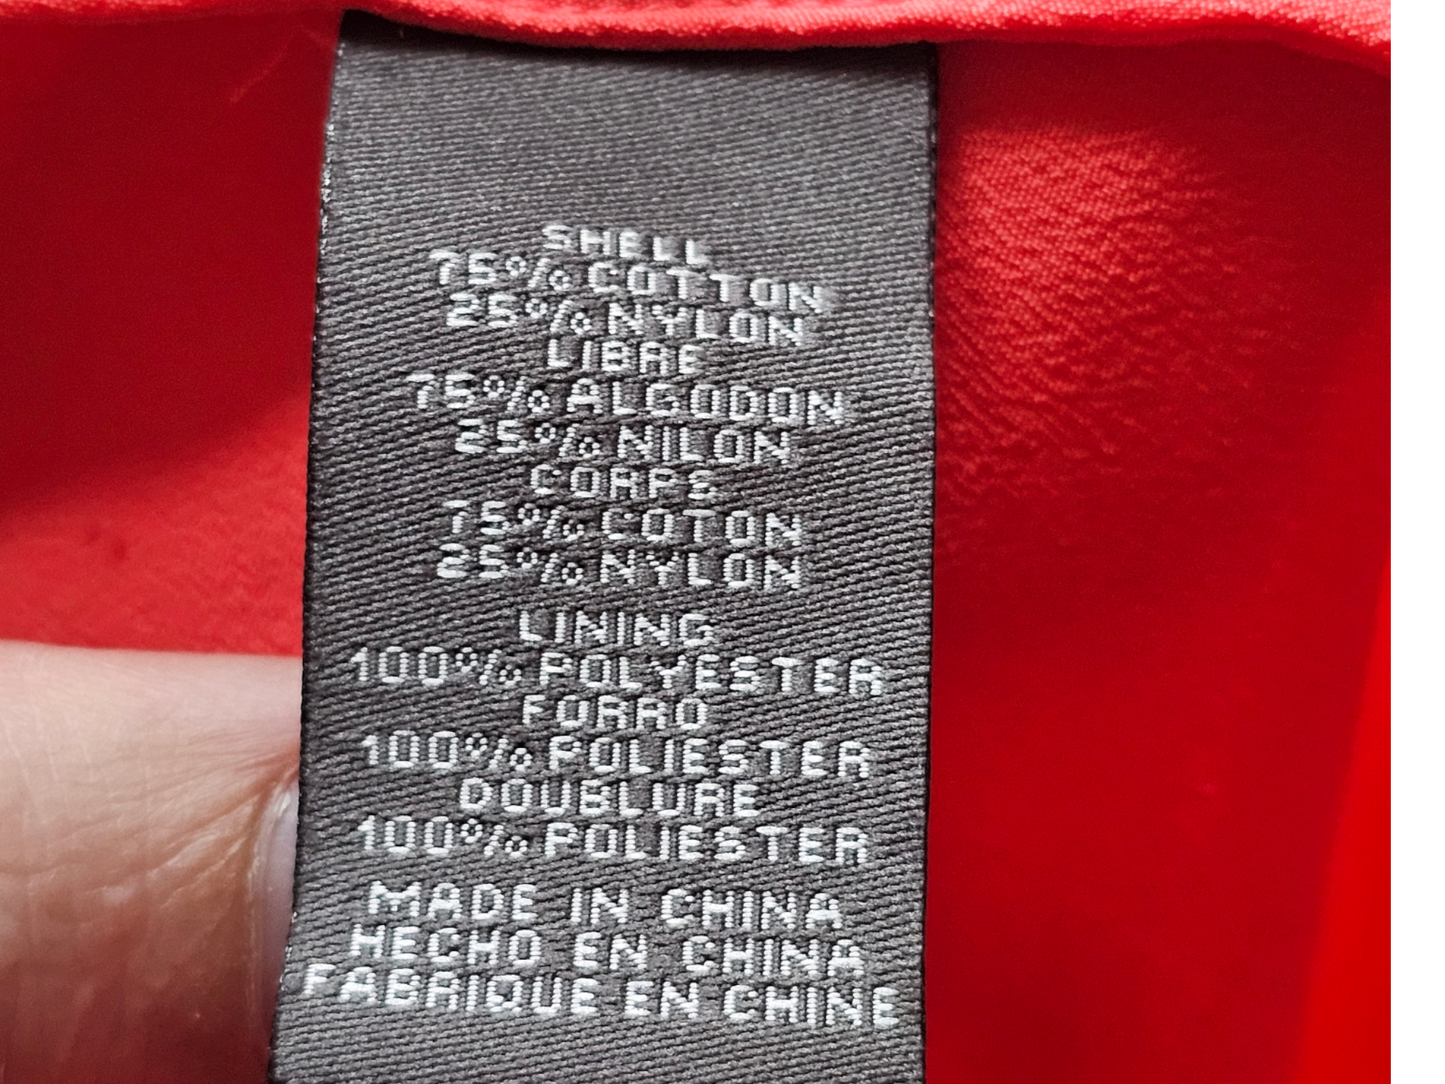 SHELL
75% COTTON
25% NYLON
LIBRE
75% ALGODON
25% NILON
CORPS
75% COTON
25% NYLON
LINING
100% POLYESTER
FORRO
100% POLIESTER
DOUBLURE
100% POLIESTER
MADE IN CHINA
HECHO EN CHINA
FABRIQUE EN CHINE